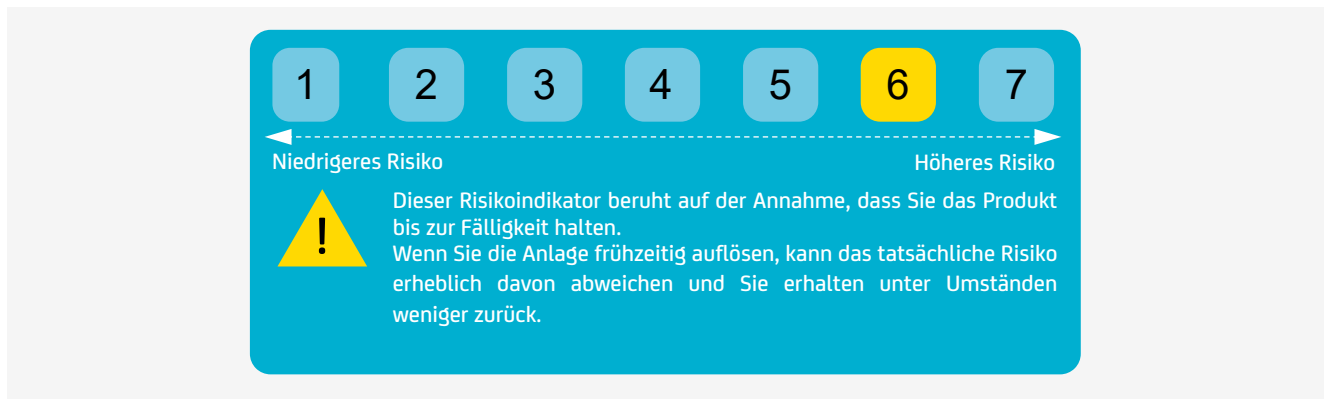 1 2 3 4 5 6 7
Niedrigeres Risiko Höheres Risiko
!
Dieser Risikoindikator beruht auf der Annahme, dass Sie das Produkt
bis zur Fälligkeit halten.
Wenn Sie die Anlage frühzeitig auflösen, kann das tatsächliche Risiko
erheblich davon abweichen und Sie erhalten unter Umständen
weniger zurück.